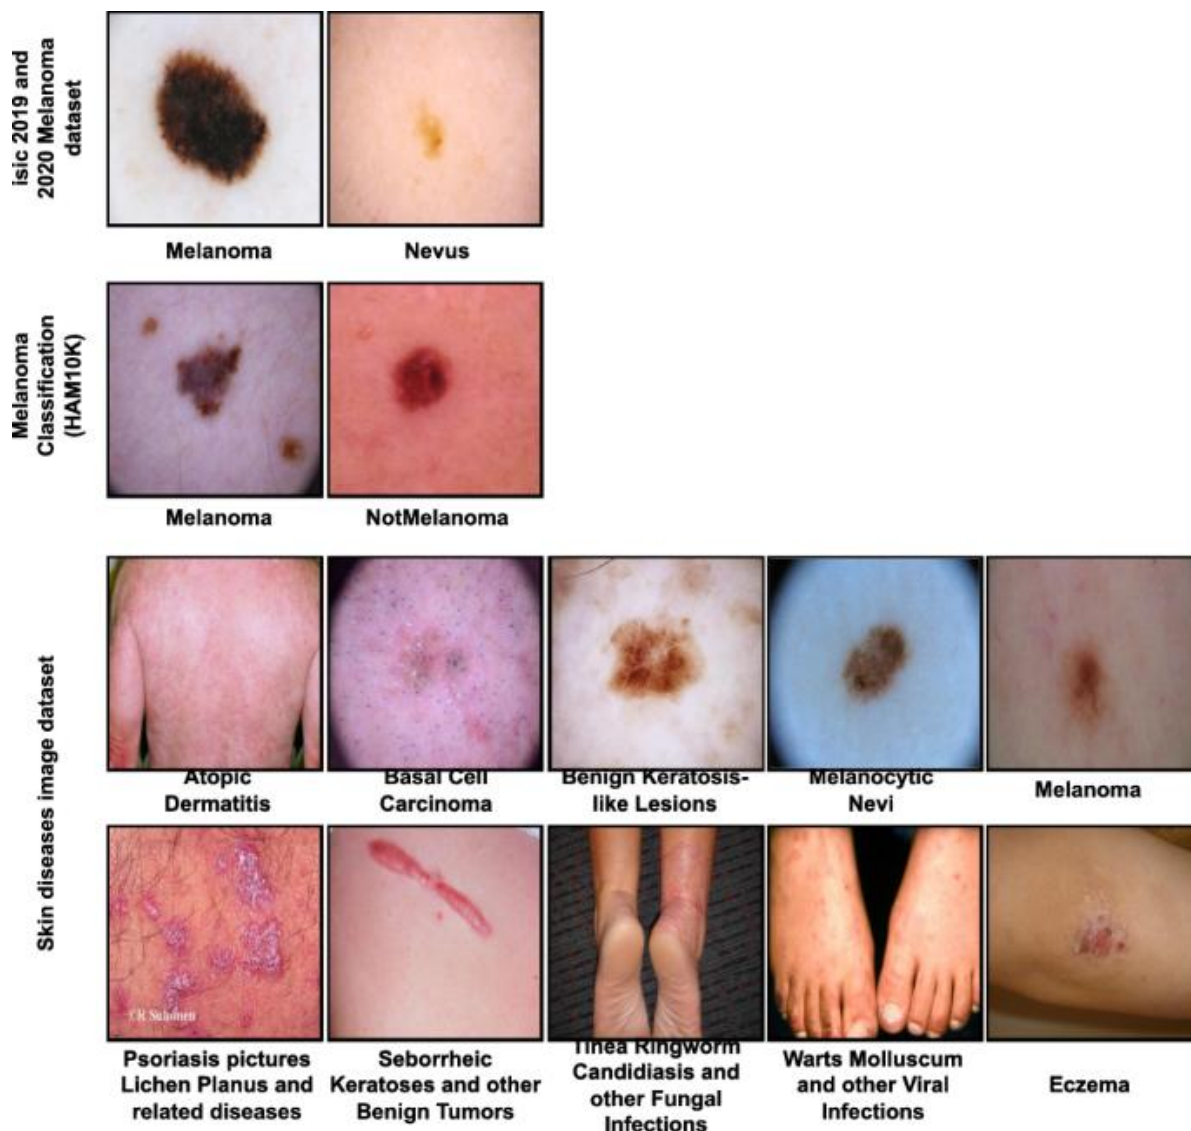 isic 2019 and
2020 Melanoma
dataset
Melanoma
Nevus
Melanoma
Classification
(HAM10K)
Melanoma
NotMelanoma
Skin diseases image dataset
Atopic
Dermatitis
Basal Cell
Carcinoma
Benign Keratosis-
like Lesions
Melanocytic
Nevi
Melanoma
©R Suhonen
Psoriasis pictures
Lichen Planus and
related diseases
Seborrheic
Keratoses and other
Benign Tumors
Tinea Ringworm
Candidiasis and
other Fungal
Infections
Warts Molluscum
and other Viral
Infections
Eczema